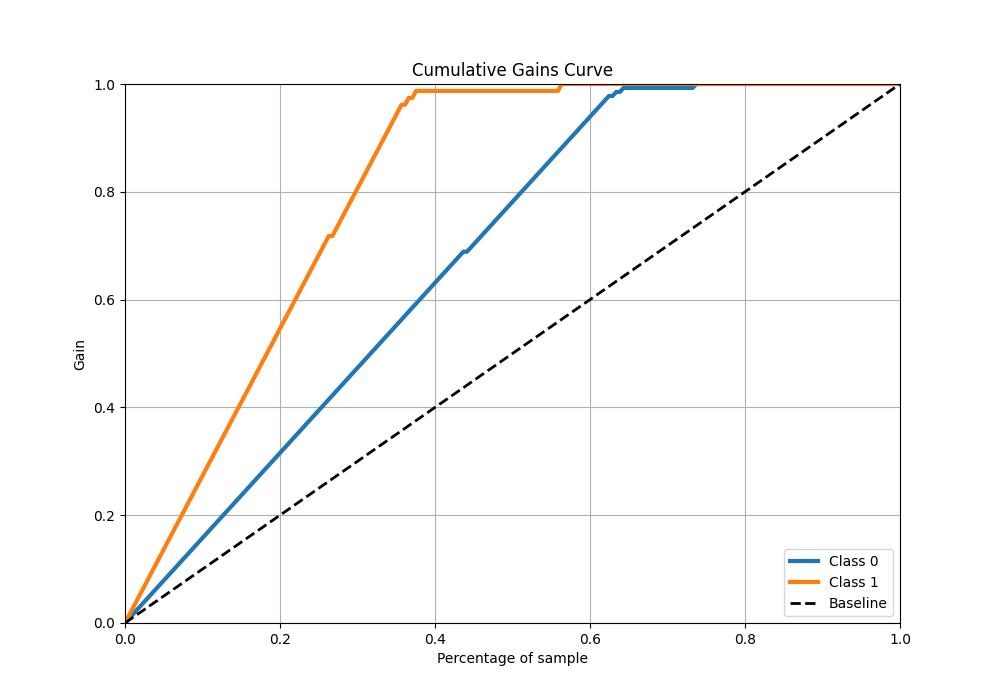 Cumulative Gains Curve
1.0
0.8
0.6
0.4
0.2
0.0
Gain
0.0 0.2 0.4 0.6 0.8 1.0
Percentage of sample
Class 0
Class 1
Baseline